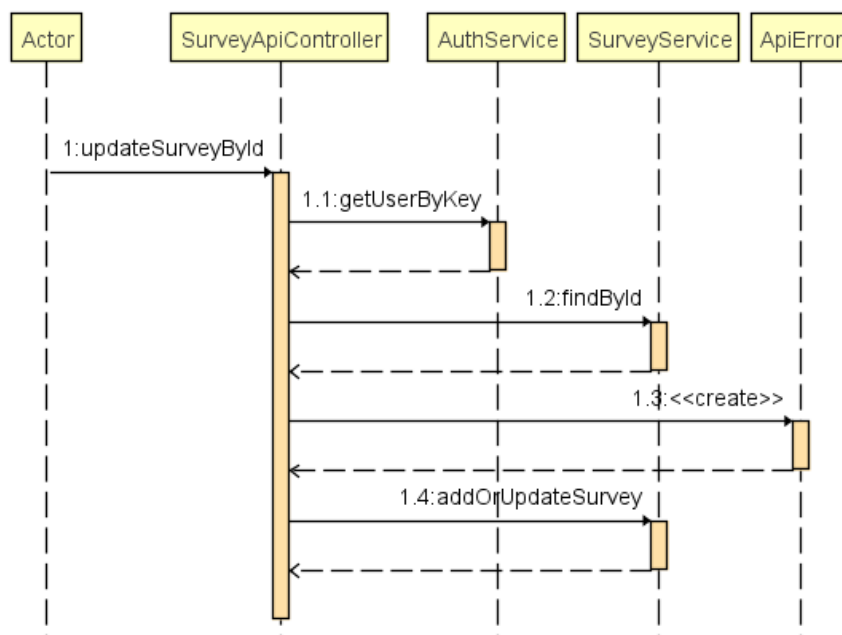 Actor
SurveyApiController
AuthService
SurveyService
ApiError
1:updateSurveyById
1.1:getUserByKey
1.2:findById
1.3:<<create>>
1.4:addOrUpdateSurvey